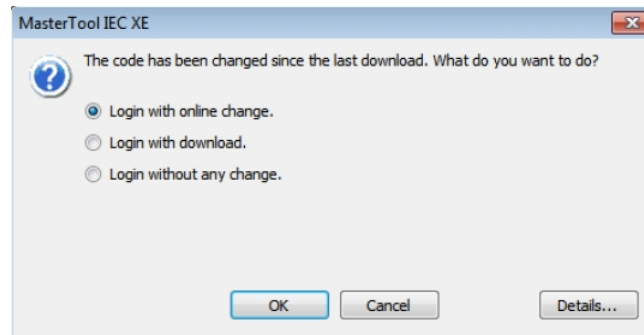 MasterTool IEC XE
The code has been changed since the last download. What do you want to do?
Login with online change.
Login with download.
Login without any change.
OK Cancel Details...